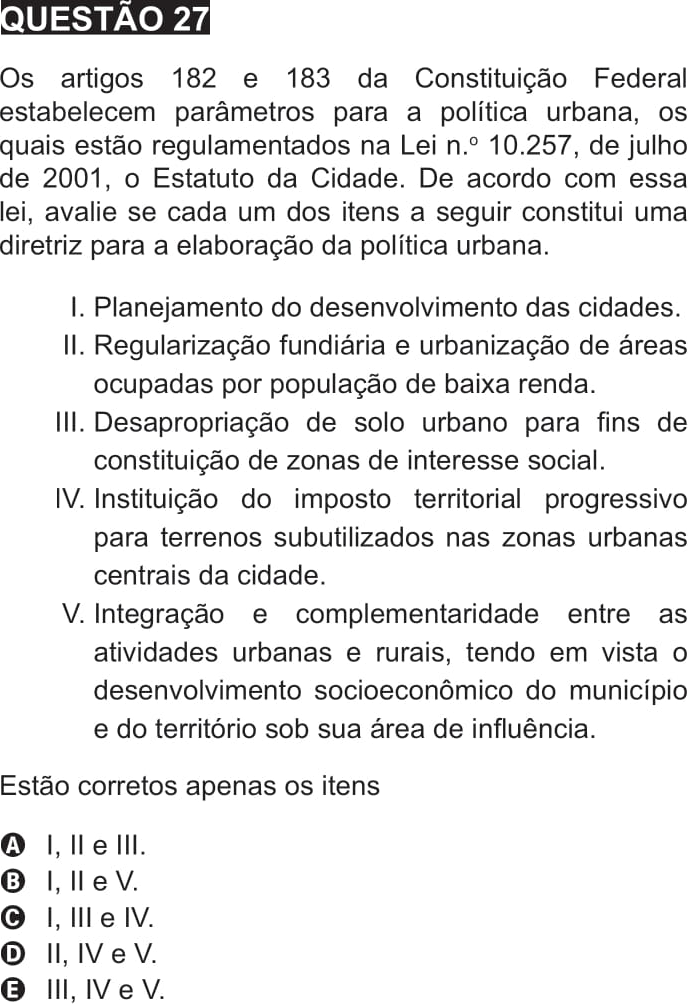 QUESTÃO 27
Os artigos 182 e 183 da Constituição Federal
estabelecem parâmetros para a política urbana, os
quais estão regulamentados na Lei n.º 10.257, de julho
de 2001, o Estatuto da Cidade. De acordo com essa
lei, avalie se cada um dos itens a seguir constitui uma
diretriz para a elaboração da política urbana.
I. Planejamento do desenvolvimento das cidades.
II. Regularização fundiária e urbanização de áreas
ocupadas por população de baixa renda.
III. Desapropriação de solo urbano para fins de
constituição de zonas de interesse social.
IV. Instituição do imposto territorial progressivo
para terrenos subutilizados nas zonas urbanas
centrais da cidade.
V. Integração e complementaridade entre as
atividades urbanas e rurais, tendo em vista o
desenvolvimento socioeconômico do município
e do território sob sua área de influência.
Estão corretos apenas os itens
A I, II e III.
B I, II e V.
C I, III e IV.
D II, IV e V.
E III, IV e V.